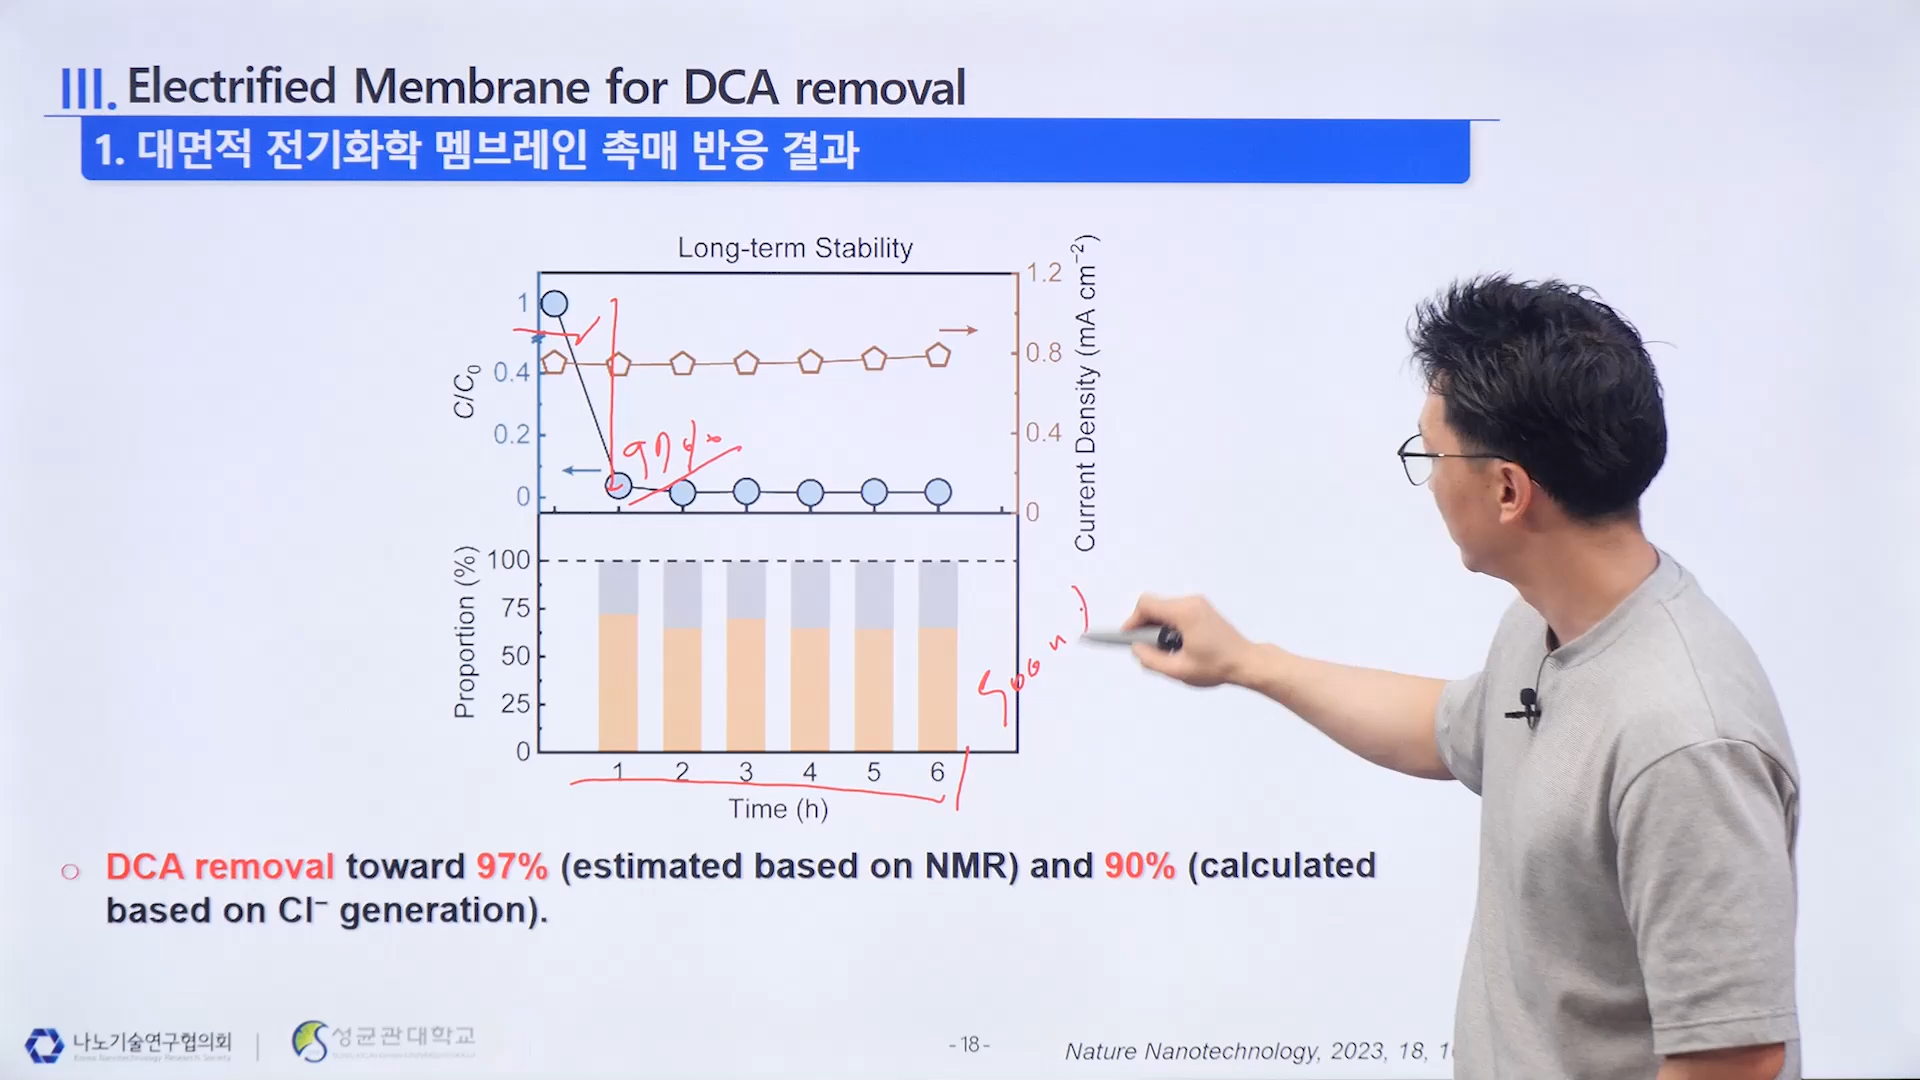 III. Electrified Membrane for DCA removal
1. 대면적 전기화학 멤브레인 촉매 반응 결과
Long-term Stability
1
0.4
0.2
0
C/C₀
1.2
0.8
0.4
0
Current Density (mA cm⁻²)
97%
100
75
50
25
0
Proportion (%)
1 2 3 4 5 6
Time (h)
DCA removal toward 97% (estimated based on NMR) and 90% (calculated
based on Cl⁻ generation).
나노기술연구협의회
성균관대학교
-18-
Nature Nanotechnology, 2023, 18,